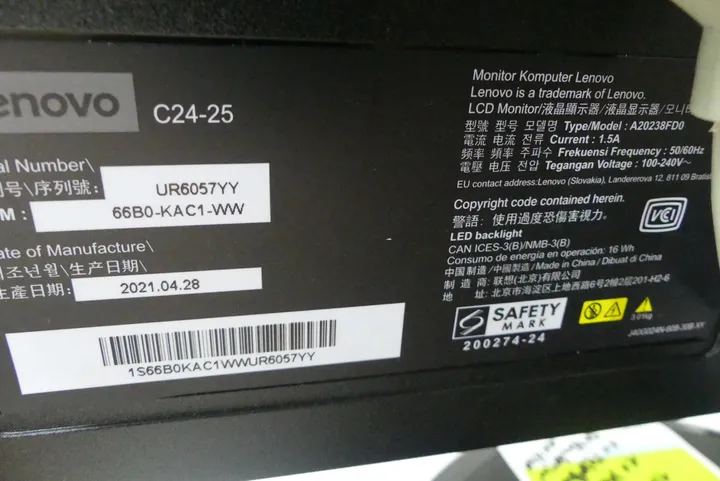 enovo
C24-25
al Number\
号/序列號\
UR6057YY
M :
66B0-KAC1-WW
te of Manufacture\
조년월\生产日期\
生產日期\
2021.04.28
1S66B0KAC1WWUR6057YY
Monitor Komputer Lenovo
Lenovo is a trademark of Lenovo.
LCD Monitor/液晶顯示器/液晶显示器/모니터
型號 型号 모델명 Type/Model : A20238FD0
電流 电流 전류 Current : 1.5A
頻率 频率 주파수 Frekuensi Frequency : 50/60Hz
電壓 电压 전압 Tegangan Voltage : 100-240V~
EU contact address:Lenovo (Slovakia), Landererova 12, 811 09 Bratis
Copyright code contained herein.
警語: 使用過度恐傷害視力。
VCI
LED backlight
CAN ICES-3(B)/NMB-3(B)
Consumo de energía en operación: 16 Wh
中国制造/中國製造/Made in China / Dibuat di China
制造商: 联想(北京)有限公司
地 址: 北京市海淀区上地西路6号2幢2层201-H2-6
S SAFETY
MARK
200274-24